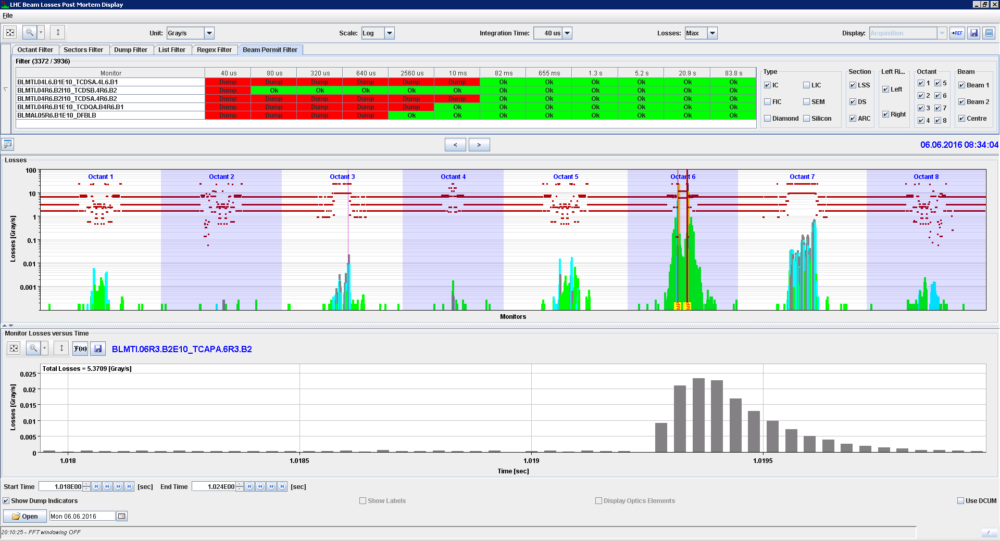 LHC Beam Losses Post Mortem Display
File
Unit: Gray/s Scale: Log Integration Time: 40 us Losses: Max Display: Acquisition →REF
Octant Filter Sectors Filter Dump Filter List Filter Regex Filter Beam Permit Filter
Filter (3372 / 3936)
Monitor 40 us 80 us 320 us 640 us 2560 us 10 ms 82 ms 655 ms 1.3 s 5.2 s 20.9 s 83.8 s
BLMTI.04L6.B1E10_TCDSA.4L6.B1 Dump Dump Dump Dump Dump Dump Ok Ok Ok Ok Ok Ok
BLMTI.04R6.B2I10_TCDSB.4R6.B2 Dump Ok Ok Ok Ok Ok Ok Ok Ok Ok Ok Ok
BLMTI.04R6.B2I10_TCDSA.4R6.B2 Dump Dump Dump Dump Dump Dump Ok Ok Ok Ok Ok Ok
BLMTI.04R6.B1E10_TCDQA.B4R6.B1 Dump Dump Dump Dump Dump Ok Ok Ok Ok Ok Ok Ok
BLMAI.05R6.B1E10_DFBLB Dump Dump Dump Dump Ok Ok Ok Ok Ok Ok Ok Ok
Type Section Left Ri... Octant Beam
IC LIC LSS Left 1 5 Beam 1
FIC SEM DS 2 6 Beam 2
Diamond Silicon ARC Right 3 7 Centre
4 8
< >
06.06.2016 08:34:04
Losses
Octant 1 Octant 2 Octant 3 Octant 4 Octant 5 Octant 6 Octant 7 Octant 8
100
10
1
0.1
0.01
0.001
Losses [Gray/s]
MP MP
Monitors
Monitor Losses versus Time
F(x) BLMTI.06R3.B2E10_TCAPA.6R3.B2
Total Losses = 5.3709 [Gray/s]
0.025
0.02
0.015
0.01
0.005
0
Losses [Gray/s]
1.018 1.0185 1.019 1.0195
Time [sec]
Start Time 1.018E00 [sec] End Time 1.024E00 [sec]
Show Dump Indicators Show Labels Display Optics Elements Use DCUM
Open Mon 06.06.2016
20:10:25 - FFT windowing OFF